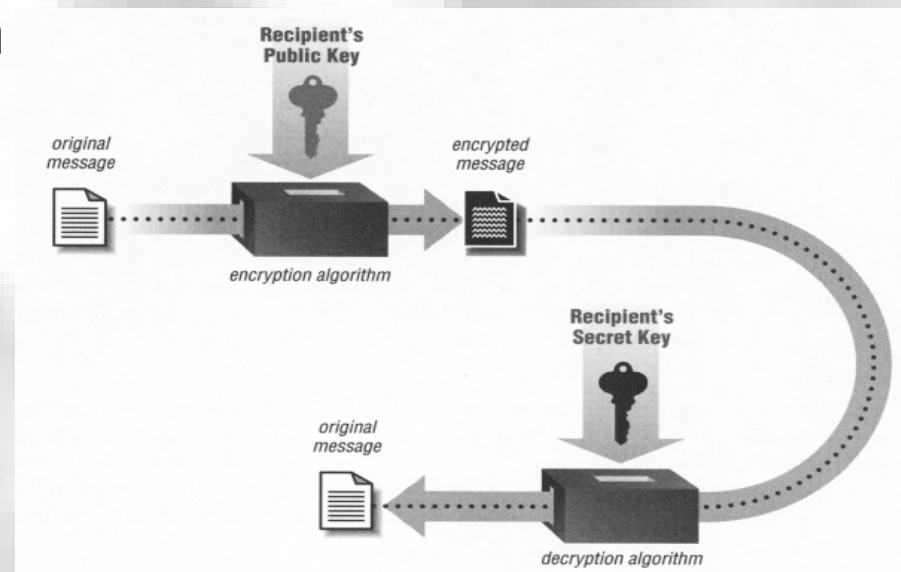 Recipient's
Public Key
original
message
encrypted
message
encryption algorithm
Recipient's
Secret Key
original
message
decryption algorithm